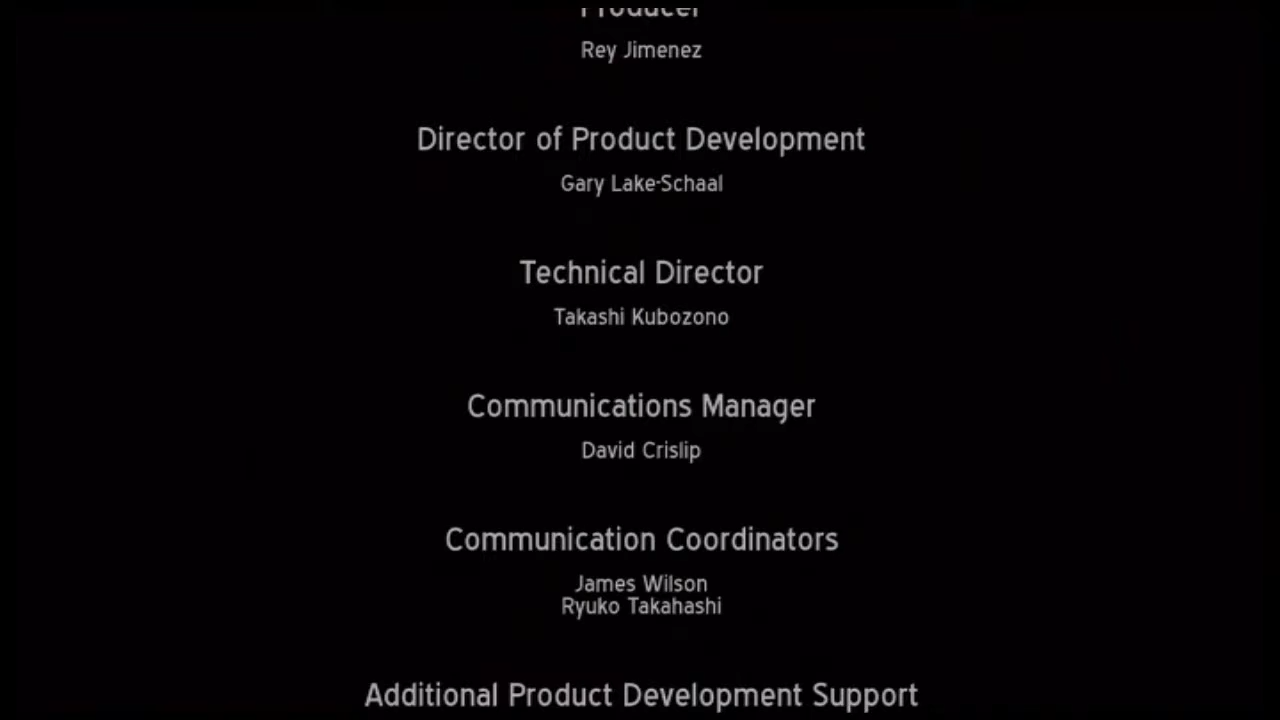 Producer
Rey Jimenez
Director of Product Development
Gary Lake-Schaal
Technical Director
Takashi Kubozono
Communications Manager
David Crislip
Communication Coordinators
James Wilson
Ryuko Takahashi
Additional Product Development Support